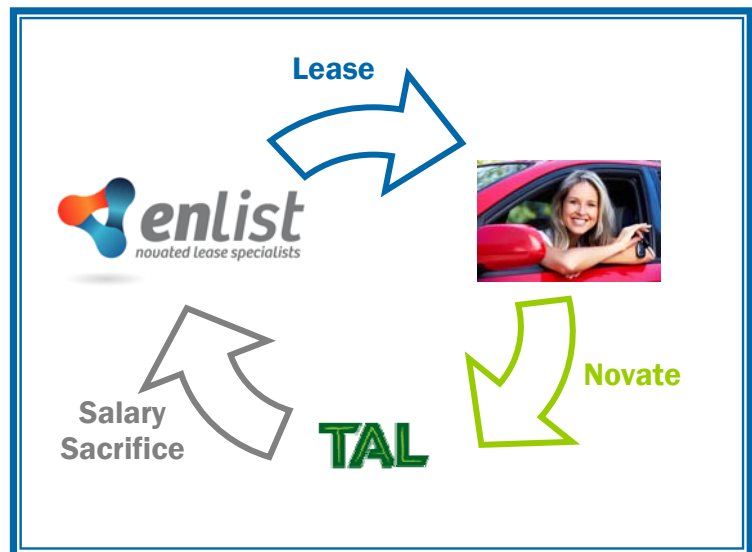 Lease
enlist
novated lease specialists
Novate
Salary
Sacrifice
TAL